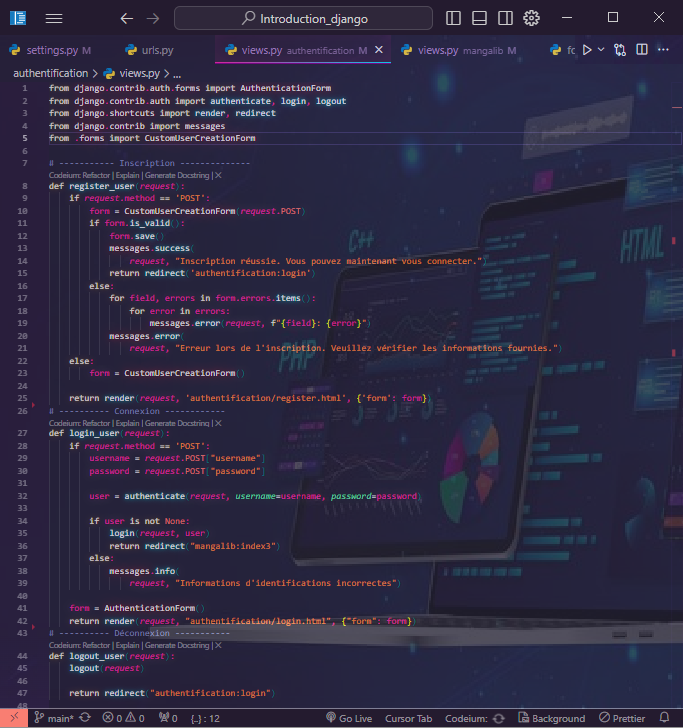 Introduction_django
settings.py M
urls.py
views.py authentification M
views.py mangalib M
authentification > views.py > ...
1 from django.contrib.auth.forms import AuthenticationForm
2 from django.contrib.auth import authenticate, login, logout
3 from django.shortcuts import render, redirect
4 from django.contrib import messages
5 from .forms import CustomUserCreationForm
6
7 # ----------- Inscription --------------
Codeium: Refactor | Explain | Generate Docstring | X
8 def register_user(request):
9 if request.method == 'POST':
10 form = CustomUserCreationForm(request.POST)
11 if form.is_valid():
12 form.save()
13 messages.success(
14 request, "Inscription réussie. Vous pouvez maintenant vous connecter.")
15 return redirect('authentification:login')
16 else:
17 for field, errors in form.errors.items():
18 for error in errors:
19 messages.error(request, f"{field}: {error}")
20 messages.error(
21 request, "Erreur lors de l'inscription. Veuillez vérifier les informations fournies.")
22 else:
23 form = CustomUserCreationForm()
24
25 return render(request, 'authentification/register.html', {'form': form})
26 # ---------- Connexion ------------
Codeium: Refactor | Explain | Generate Docstring | X
27 def login_user(request):
28 if request.method == 'POST':
29 username = request.POST["username"]
30 password = request.POST["password"]
31
32 user = authenticate(request, username=username, password=password)
33
34 if user is not None:
35 login(request, user)
36 return redirect("mangalib:index3")
37 else:
38 messages.info(
39 request, "Informations d'identifications incorrectes")
40
41 form = AuthenticationForm()
42 return render(request, "authentification/login.html", {"form": form})
43 # ---------- Déconnexion -----------
Codeium: Refactor | Explain | Generate Docstring | X
44 def logout_user(request):
45 logout(request)
46
47 return redirect("authentification:login")
48
C++
HTML
PHP
main* 0 0 0 {..} : 12 Go Live Cursor Tab Codeium: Background Prettier